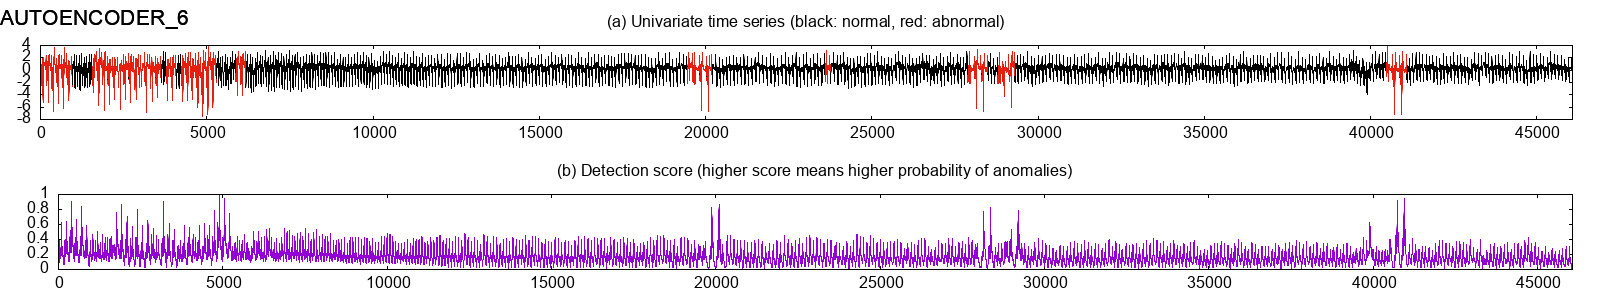 AUTOENCODER_6
(a) Univariate time series (black: normal, red: abnormal)
4
2
0
-2
-4
-6
-8
0 5000 10000 15000 20000 25000 30000 35000 40000 45000
(b) Detection score (higher score means higher probability of anomalies)
1
0.8
0.6
0.4
0.2
0
0 5000 10000 15000 20000 25000 30000 35000 40000 45000